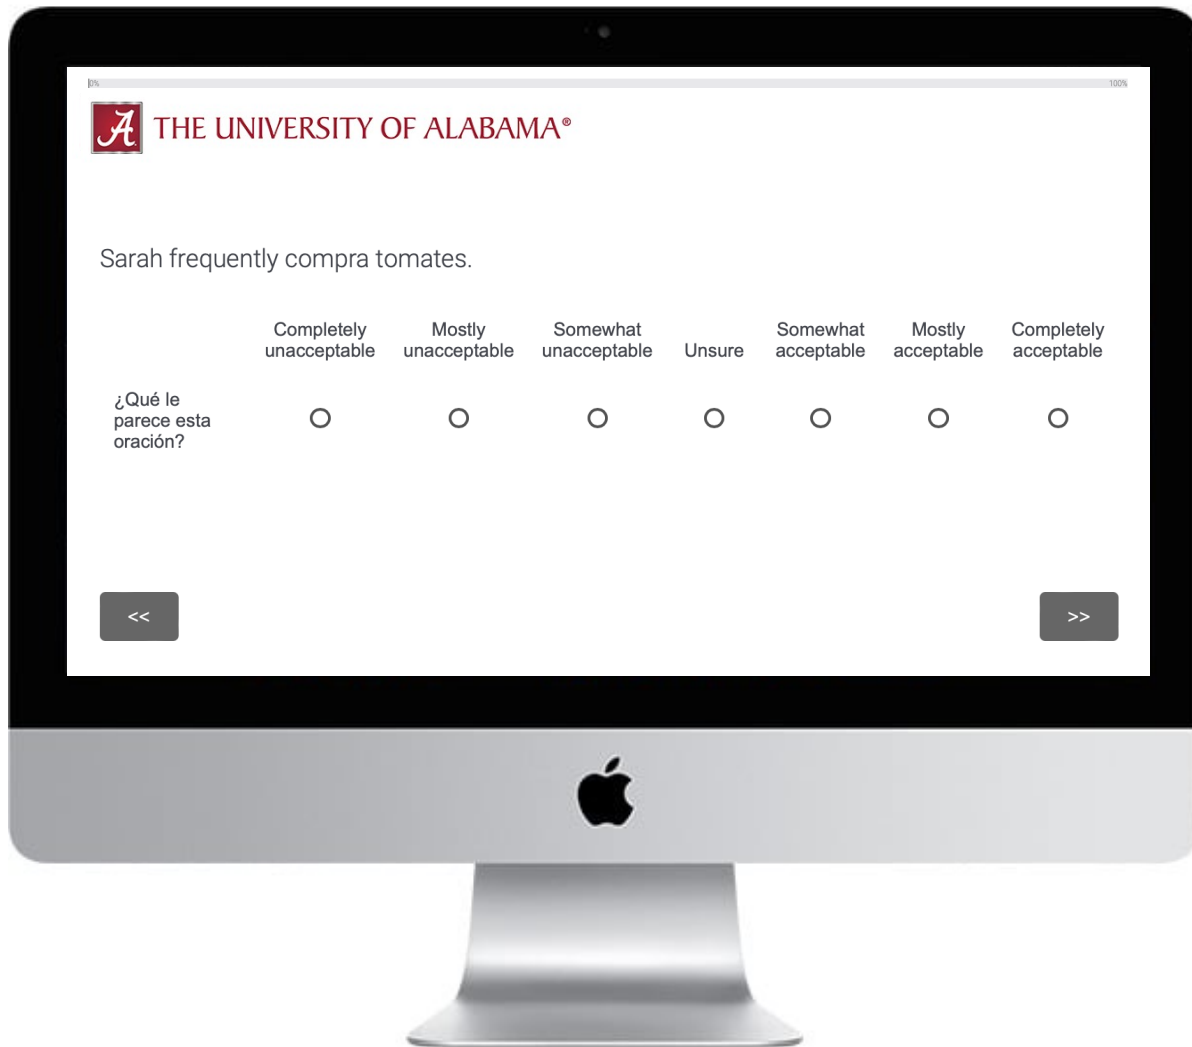 0% 100%
A THE UNIVERSITY OF ALABAMA®
Sarah frequently compra tomates.
Completely unacceptable
Mostly unacceptable
Somewhat unacceptable
Unsure
Somewhat acceptable
Mostly acceptable
Completely acceptable
¿Qué le
parece esta
oración?
<< >>